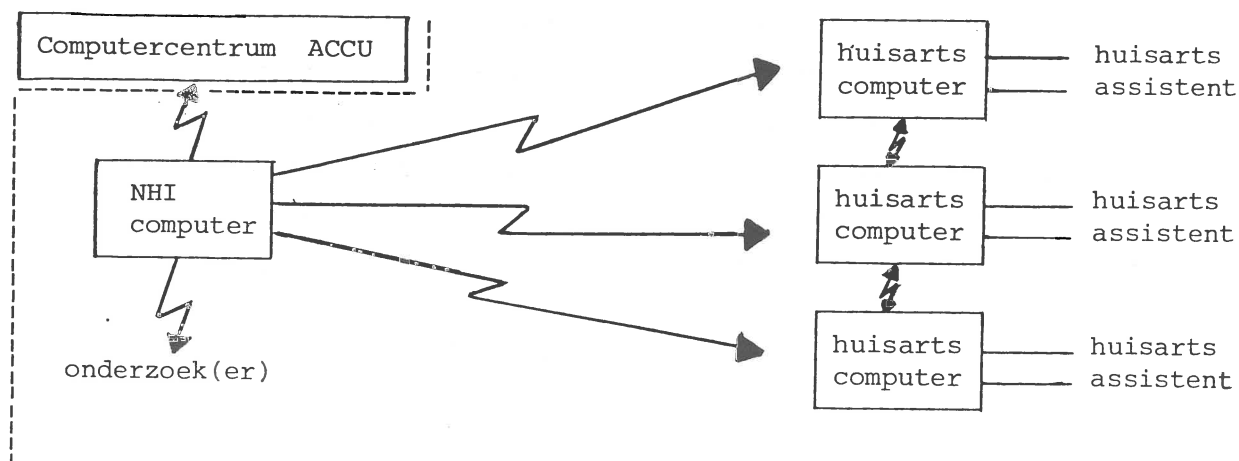 Computercentrum ACCU
NHI
computer
onderzoek(er)
huisarts
computer
huisarts
assistent
huisarts
computer
huisarts
assistent
huisarts
computer
huisarts
assistent